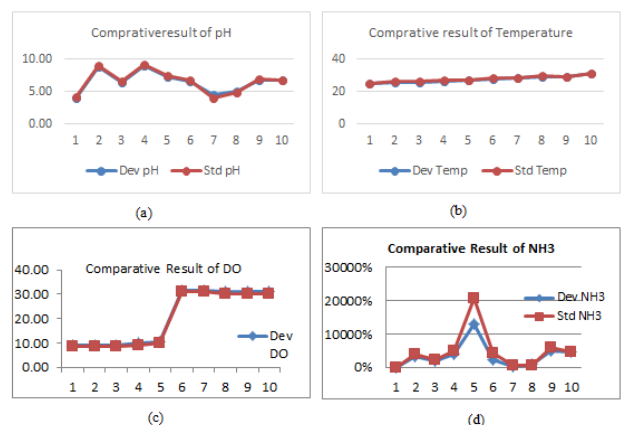 Comprativeresult of pH
10.00
5.00
0.00
1 2 3 4 5 6 7 8 9 10
Dev pH Std pH
(a)
Comprative result of Temperature
40
20
0
1 2 3 4 5 6 7 8 9 10
Dev Temp Std Temp
(b)
Comparative Result of DO
40.00
30.00
20.00
10.00
0.00
1 2 3 4 5 6 7 8 9 10
Dev
DO
(c)
Comparative Result of NH3
30000%
20000%
10000%
0%
1 2 3 4 5 6 7 8 9 10
Dev NH3
Std NH3
(d)